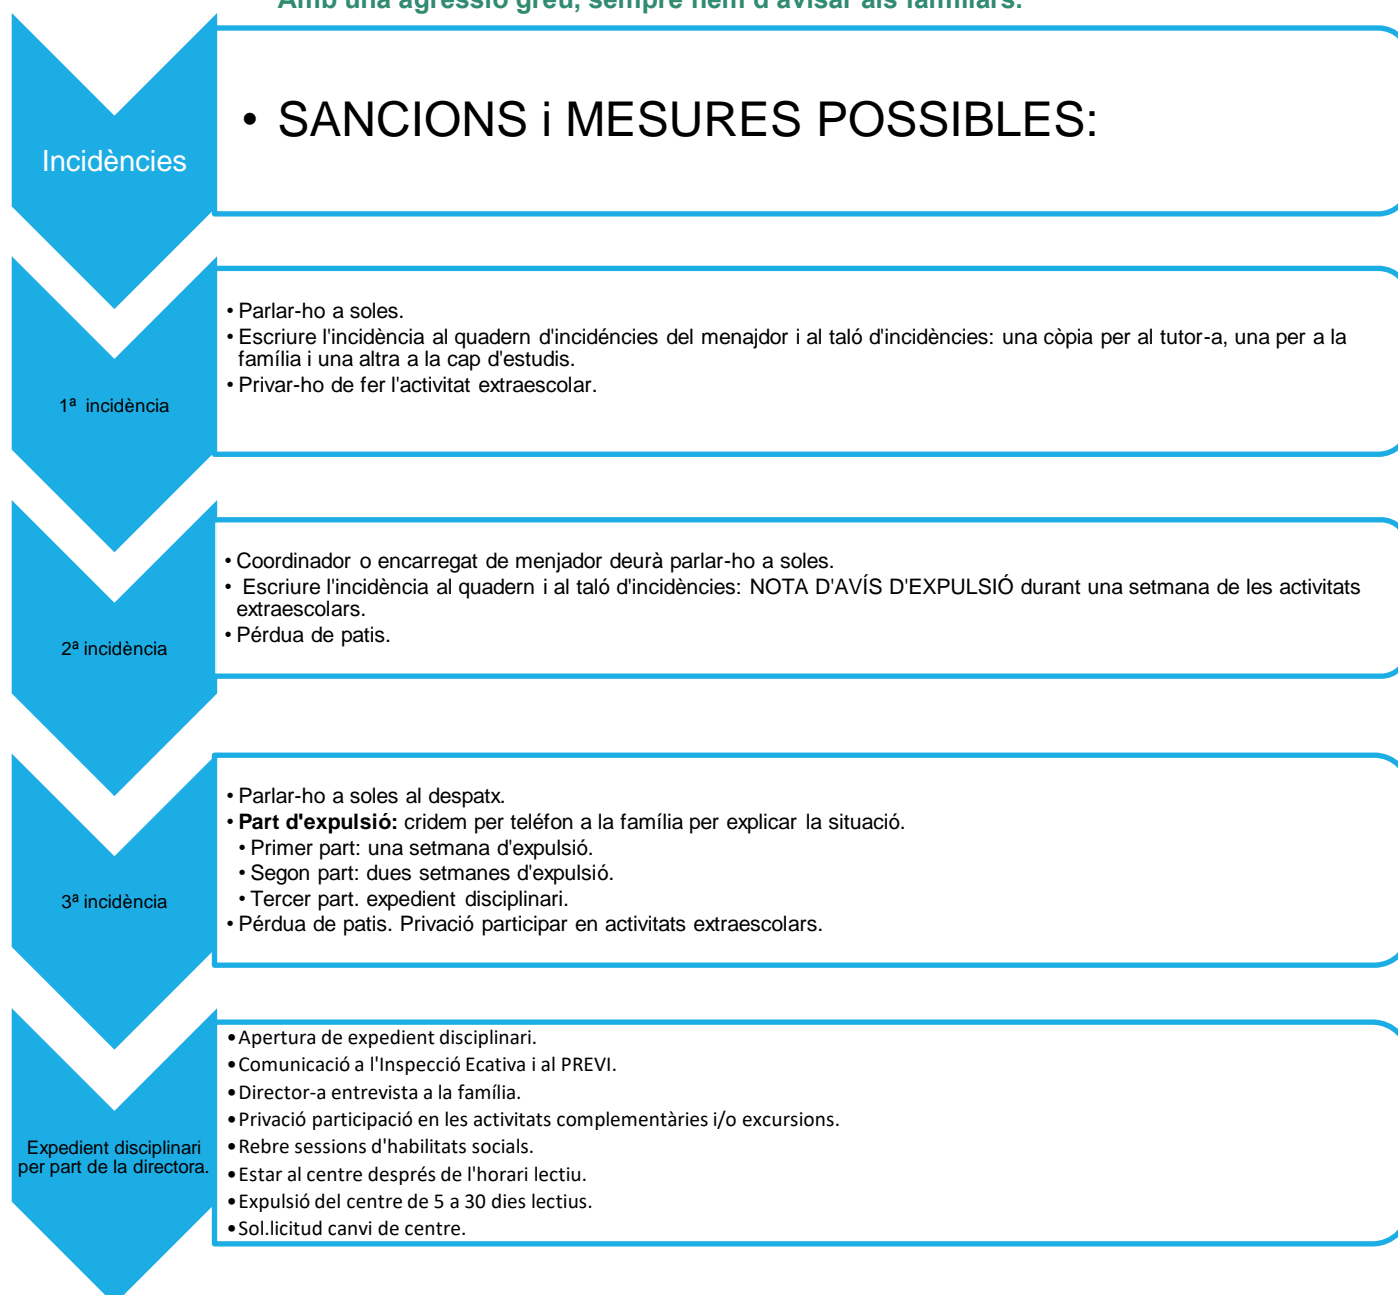 Amb una agressió greu, sempre hem d'avisar als familiars.
Incidències
• SANCIONS i MESURES POSSIBLES:
1ª incidència
• Parlar-ho a soles.
• Escriure l'incidència al quadern d'incidéncies del menajdor i al taló d'incidències: una còpia per al tutor-a, una per a la
família i una altra a la cap d'estudis.
• Privar-ho de fer l'activitat extraescolar.
2ª incidència
• Coordinador o encarregat de menjador deurà parlar-ho a soles.
• Escriure l'incidència al quadern i al taló d'incidències: NOTA D'AVÍS D'EXPULSIÓ durant una setmana de les activitats
extraescolars.
• Pérdua de patis.
3ª incidència
• Parlar-ho a soles al despatx.
• Part d'expulsió: cridem per teléfon a la família per explicar la situació.
• Primer part: una setmana d'expulsió.
• Segon part: dues setmanes d'expulsió.
• Tercer part. expedient disciplinari.
• Pérdua de patis. Privació participar en activitats extraescolars.
Expedient disciplinari
per part de la directora.
• Apertura de expedient disciplinari.
• Comunicació a l'Inspecció Ecativa i al PREVI.
• Director-a entrevista a la família.
• Privació participació en les activitats complementàries i/o excursions.
• Rebre sessions d'habilitats socials.
• Estar al centre després de l'horari lectiu.
• Expulsió del centre de 5 a 30 dies lectius.
• Sol.licitud canvi de centre.